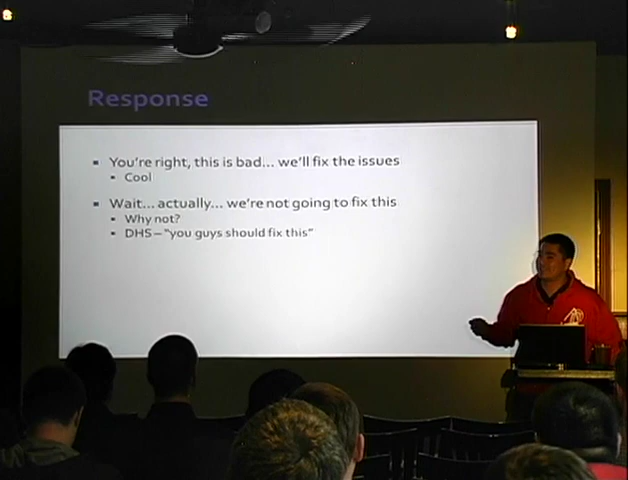 Response
You're right, this is bad... we'll fix the issues
Cool
Wait... actually... we're not going to fix this
Why not?
DHS – "you guys should fix this"